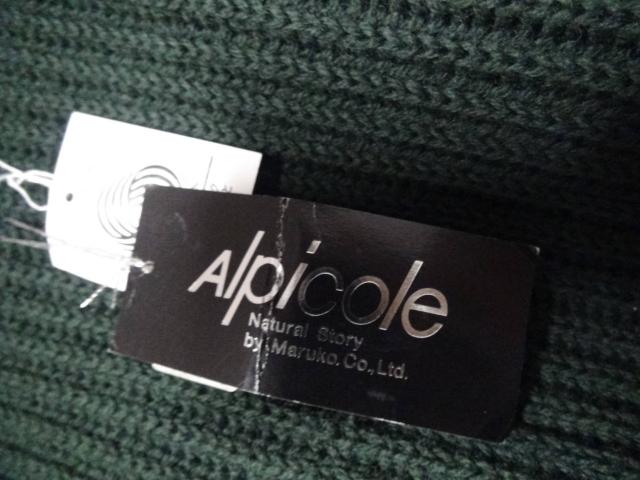 Alpicole
Natural Story
by Maruko.Co.,Ltd.